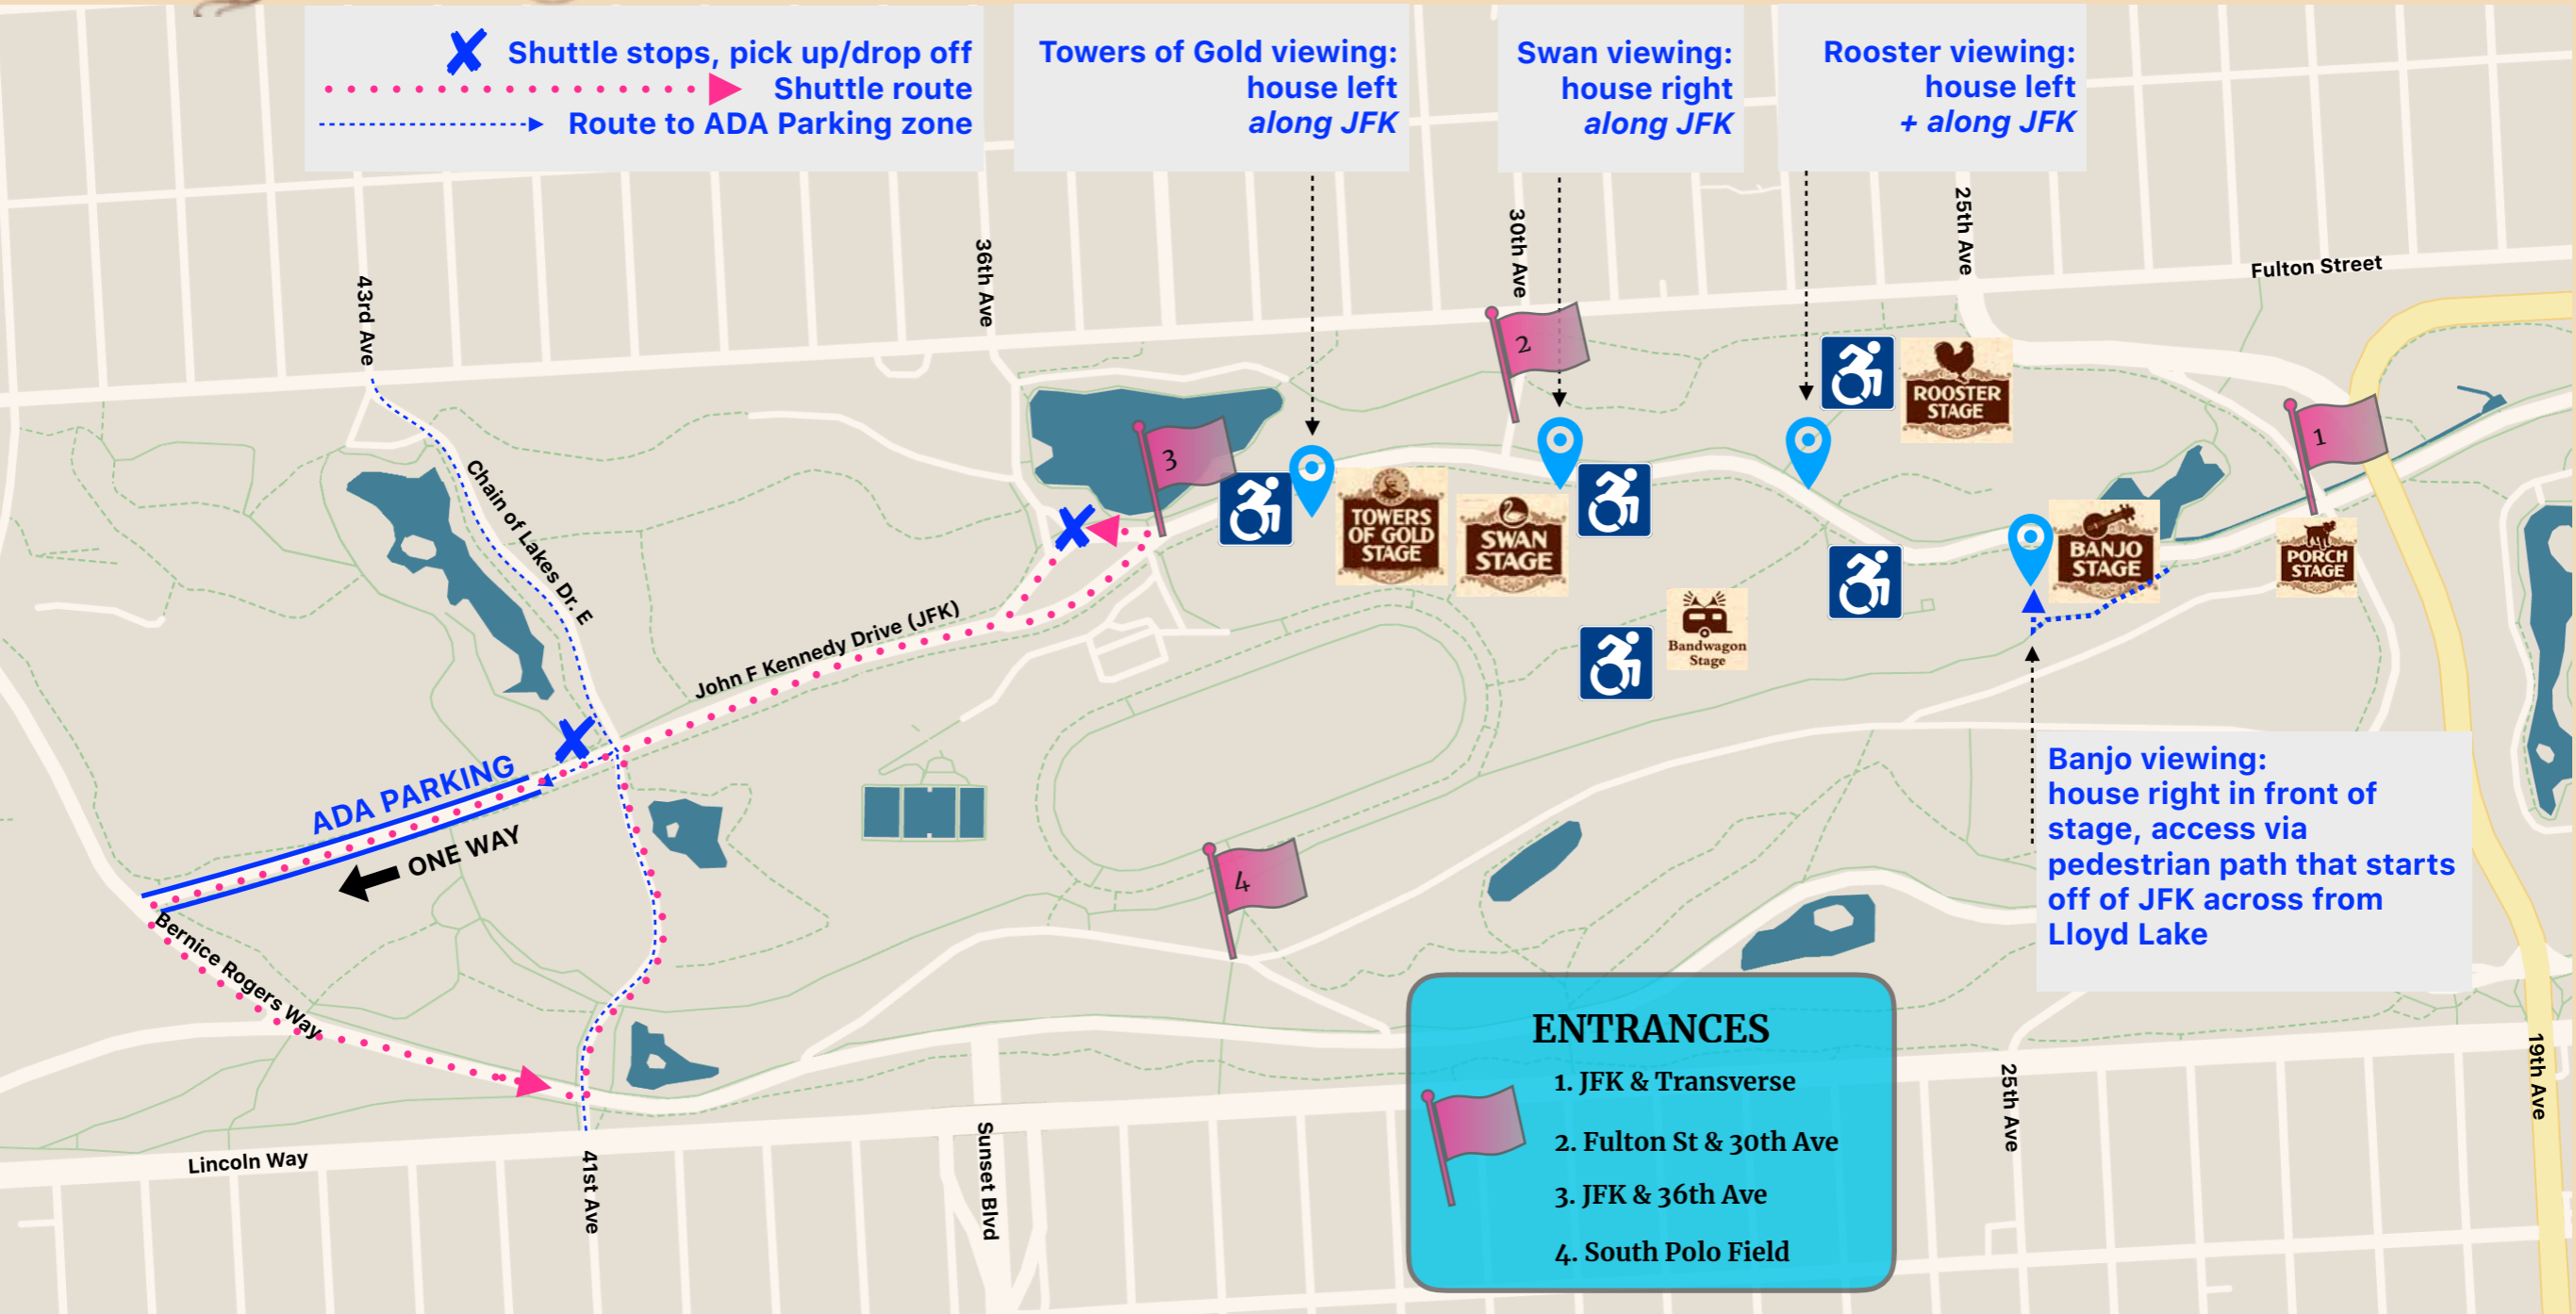 Shuttle stops, pick up/drop off
Shuttle route
Route to ADA Parking zone
Towers of Gold viewing:
house left
along JFK
Swan viewing:
house right
along JFK
Rooster viewing:
house left
+ along JFK
43rd Ave
36th Ave
30th Ave
25th Ave
Fulton Street
Chain of Lakes Dr. E
John F Kennedy Drive (JFK)
2
3
1
ROOSTER
STAGE
TOWERS
OF GOLD
STAGE
SWAN
STAGE
BANJO
STAGE
PORCH
STAGE
Bandwagon
Stage
ADA PARKING
ONE WAY
Bernice Rogers Way
4
Banjo viewing:
house right in front of
stage, access via
pedestrian path that starts
off of JFK across from
Lloyd Lake
ENTRANCES
1. JFK & Transverse
2. Fulton St & 30th Ave
3. JFK & 36th Ave
4. South Polo Field
Lincoln Way
41st Ave
Sunset Blvd
25th Ave
19th Ave